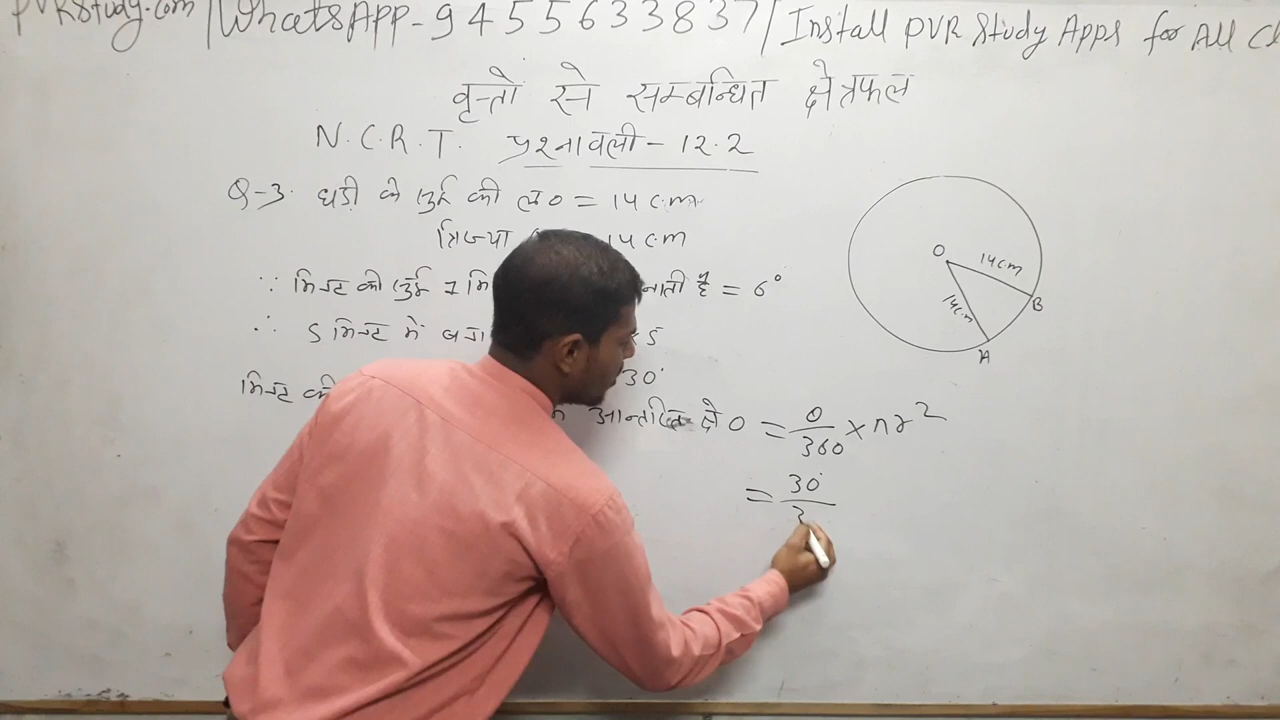 PVRStudy.com | WhatsApp - 9455633837 | Install PVR Study Apps for All
वृत्तो से सम्बन्धित क्षेत्रफल
N.C.R.T. प्रश्नावली - 12.2
Q-3. घड़ी के सुई की ल० = 14 cm
त्रिज्या 14 cm
∵ मिनट की सुई 1 मि है = 6°
∴ 5 मिनट में 5
30°
मिनट की आन्तरित क्षे० = θ/360 × πr²
= 30°/3
O
14cm
14cm
B
A